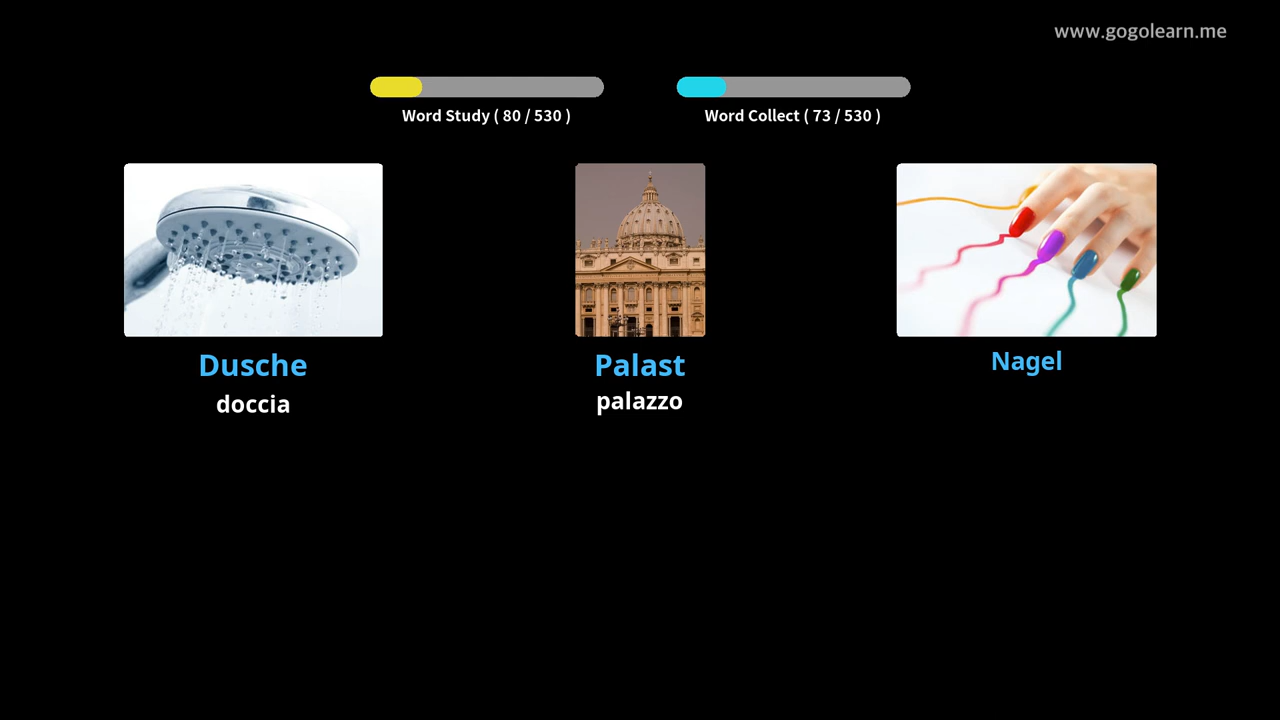 www.gogolearn.me
Word Study ( 80 / 530 )
Word Collect ( 73 / 530 )
Dusche
doccia
Palast
palazzo
Nagel